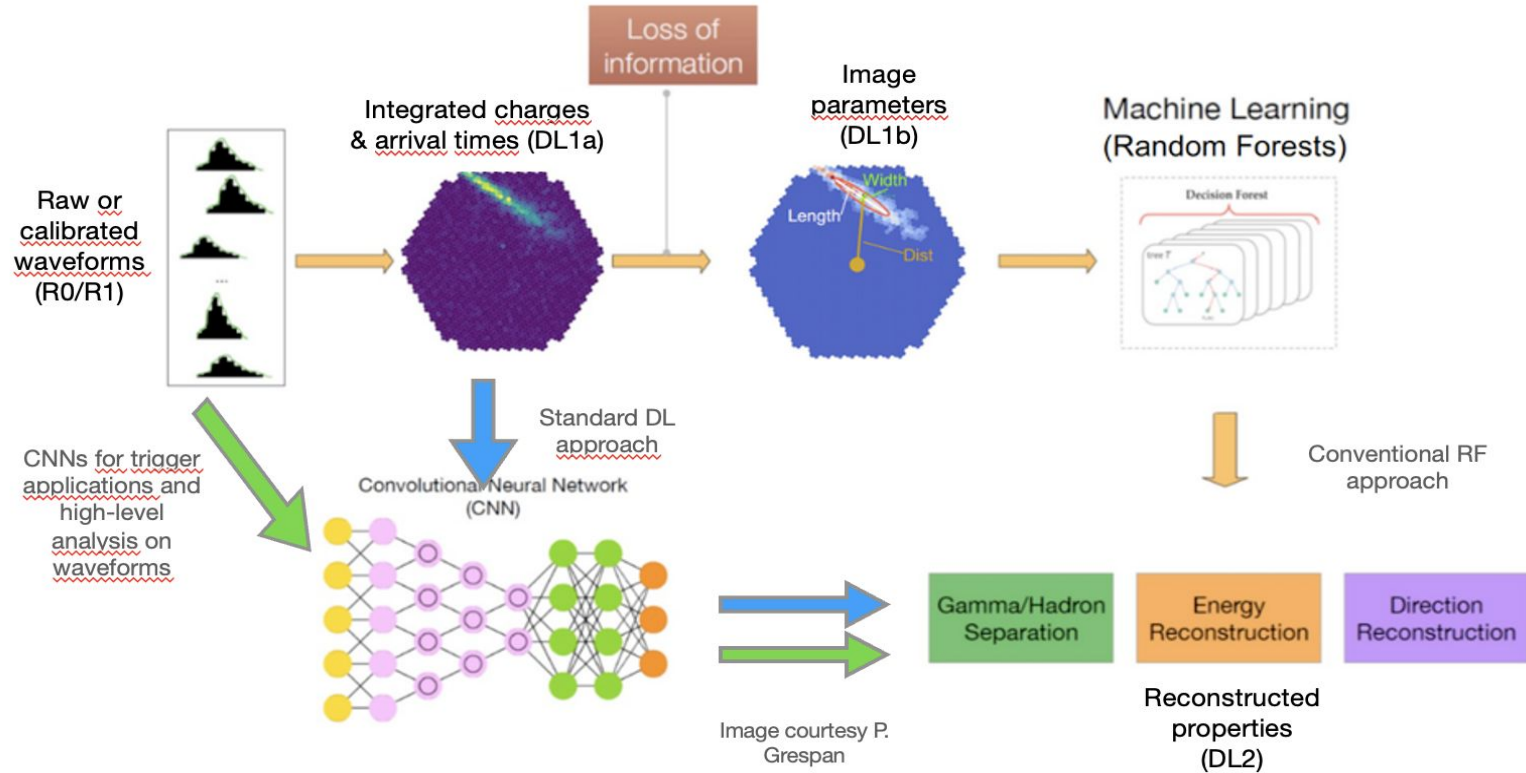 Loss of
information
Integrated charges
& arrival times (DL1a)
Image
parameters
(DL1b)
Machine Learning
(Random Forests)
Raw or
calibrated
waveforms
(R0/R1)
...
Width
Length
Dist
Decision Forest
tree T
Standard DL
approach
CNNs for trigger
applications and
high-level
analysis on
waveforms
Convolutional Neural Network
(CNN)
Conventional RF
approach
Gamma/Hadron
Separation
Energy
Reconstruction
Direction
Reconstruction
Reconstructed
properties
(DL2)
Image courtesy P.
Grespan